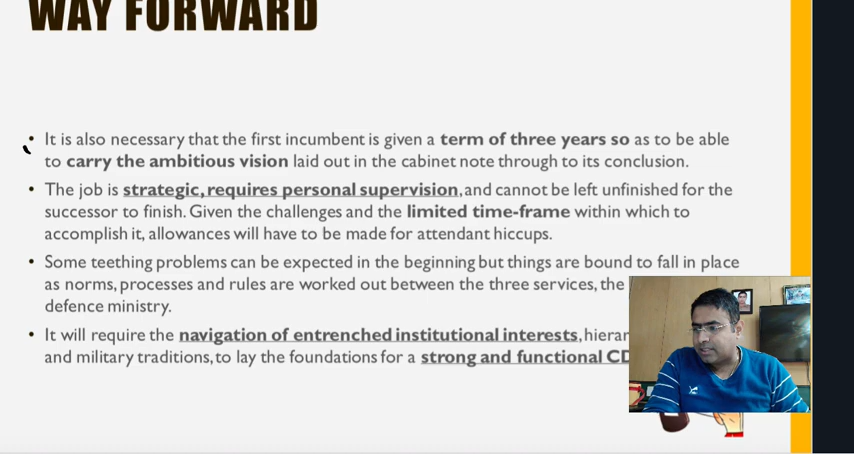 WAY FORWARD
• It is also necessary that the first incumbent is given a term of three years so as to be able
to carry the ambitious vision laid out in the cabinet note through to its conclusion.
• The job is strategic, requires personal supervision, and cannot be left unfinished for the
successor to finish. Given the challenges and the limited time-frame within which to
accomplish it, allowances will have to be made for attendant hiccups.
• Some teething problems can be expected in the beginning but things are bound to fall in place
as norms, processes and rules are worked out between the three services, the
defence ministry.
• It will require the navigation of entrenched institutional interests,
and military traditions, to lay the foundations for a strong and functional